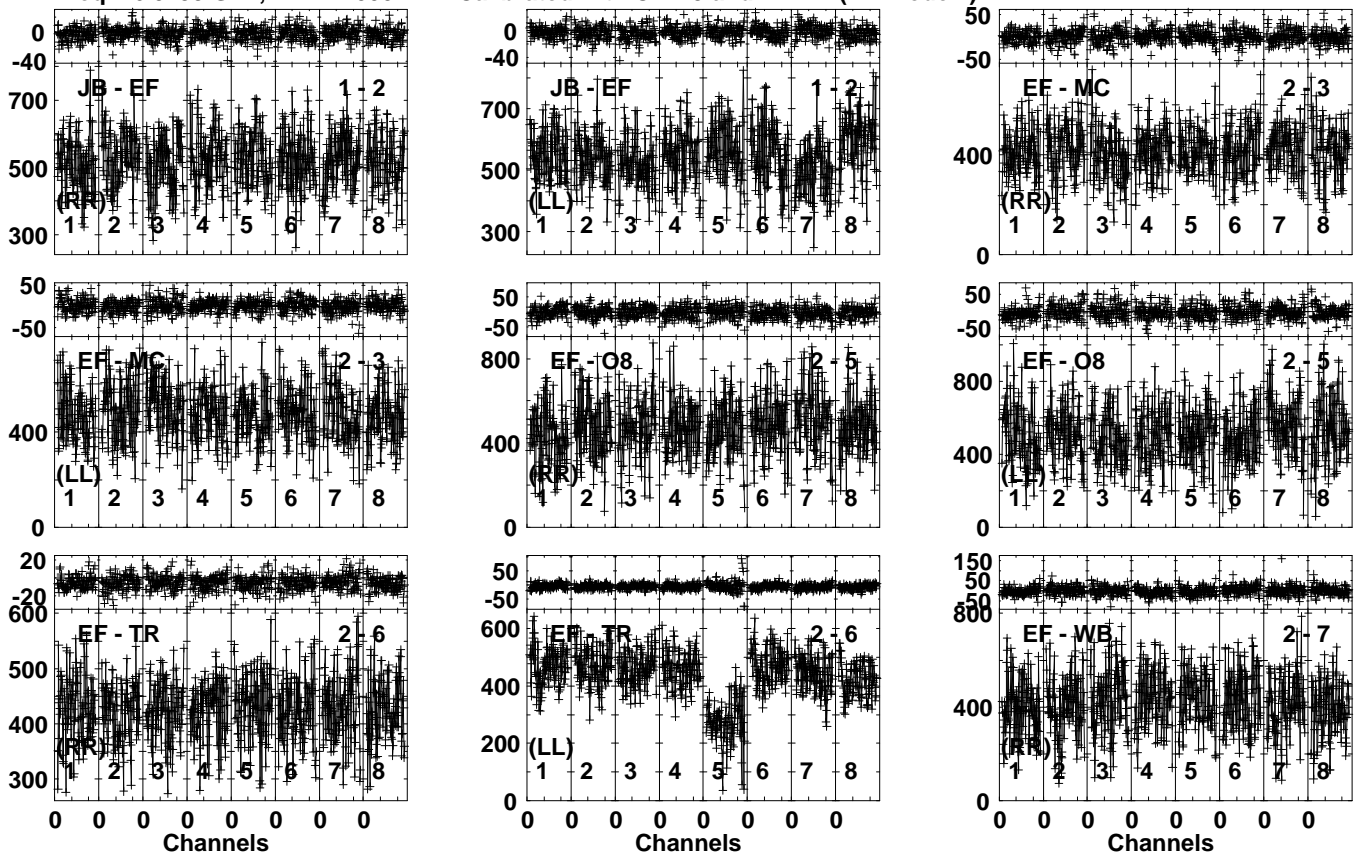 0
-40
JB - EF 1 - 2
700
500
(RR)
1 2 3 4 5 6 7 8
300
0
-40
JB - EF 1 - 2
700
500
(LL)
1 2 3 4 5 6 7 8
300
50
-50
EF - MC 2 - 3
400
(RR)
1 2 3 4 5 6 7 8
0
50
-50
EF - MC 2 - 3
400
(LL)
1 2 3 4 5 6 7 8
0
50
-50
800
EF - O8 2 - 5
400
(RR)
1 2 3 4 5 6 7 8
0
50
-50
EF - O8 2 - 5
800
400
(LL)
1 2 3 4 5 6 7 8
0
20
-20
600
EF - TR 2 - 6
500
400
(RR)
1 2 3 4 5 6 7 8
300
0 0 0 0 0 0 0 0
Channels
50
-50
600
EF - TR 2 - 6
400
200
(LL)
1 2 3 4 5 6 7 8
0
0 0 0 0 0 0 0 0
Channels
150
50
-50
800
EF - WB 2 - 7
400
(RR)
1 2 3 4 5 6 7 8
0
0 0 0 0 0 0 0 0
Channels